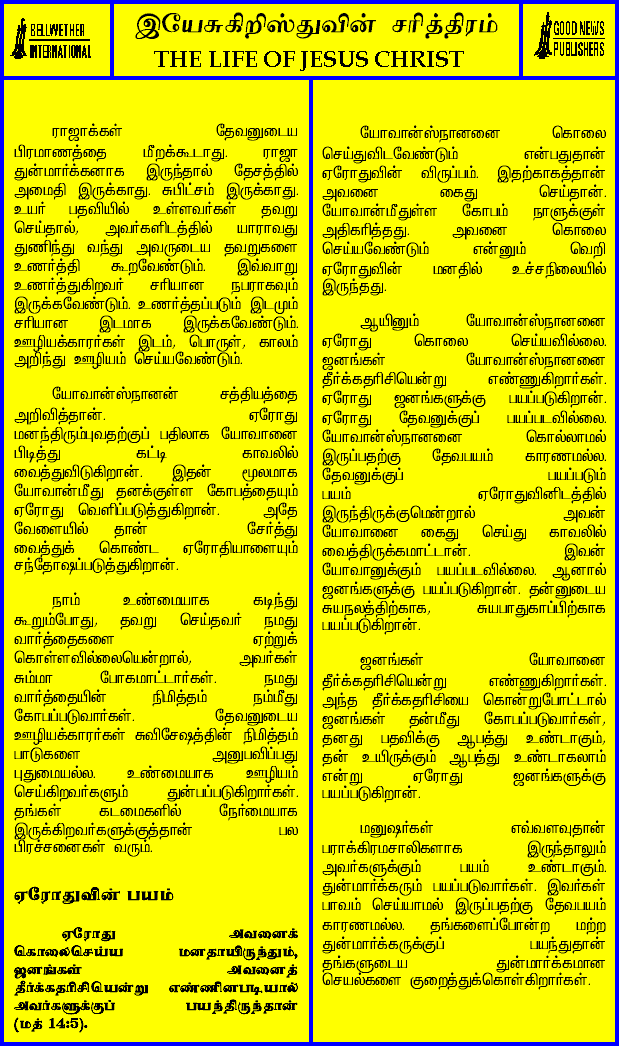 BELLWETHER
INTERNATIONAL
இயேசுகிறிஸ்துவின் சரித்திரம்
THE LIFE OF JESUS CHRIST
GOOD NEWS
PUBLISHERS
ராஜாக்கள் தேவனுடைய
பிரமாணத்தை மீறக்கூடாது. ராஜா
துன்மார்க்கனாக இருந்தால் தேசத்தில்
அமைதி இருக்காது. சுபிட்சம் இருக்காது.
உயர் பதவியில் உள்ளவர்கள் தவறு
செய்தால், அவர்களிடத்தில் யாராவது
துணிந்து வந்து அவருடைய தவறுகளை
உணர்த்தி கூறவேண்டும். இவ்வாறு
உணர்த்துகிறவர் சரியான நபராகவும்
இருக்கவேண்டும். உணர்த்தப்படும் இடமும்
சரியான இடமாக இருக்கவேண்டும்.
ஊழியக்காரர்கள் இடம், பொருள், காலம்
அறிந்து ஊழியம் செய்யவேண்டும்.
யோவான்ஸ்நானன் சத்தியத்தை
அறிவித்தான். ஏரோது
மனந்திரும்புவதற்குப் பதிலாக யோவானை
பிடித்து கட்டி காவலில்
வைத்துவிடுகிறான். இதன் மூலமாக
யோவான்மீது தனக்குள்ள கோபத்தையும்
ஏரோது வெளிப்படுத்துகிறான். அதே
வேளையில் தான் சேர்த்து
வைத்துக் கொண்ட ஏரோதியாளையும்
சந்தோஷப்படுத்துகிறான்.
நாம் உண்மையாக கடிந்து
கூறும்போது, தவறு செய்தவர் நமது
வார்த்தைகளை ஏற்றுக்
கொள்ளவில்லையென்றால், அவர்கள்
சும்மா போகமாட்டார்கள். நமது
வார்த்தையின் நிமித்தம் நம்மீது
கோபப்படுவார்கள். தேவனுடைய
ஊழியக்காரர்கள் சுவிசேஷத்தின் நிமித்தம்
பாடுகளை அனுபவிப்பது
புதுமையல்ல. உண்மையாக ஊழியம்
செய்கிறவர்களும் துன்பப்படுகிறார்கள்.
தங்கள் கடமைகளில் நேர்மையாக
இருக்கிறவர்களுக்குத்தான் பல
பிரச்சனைகள் வரும்.
ஏரோதுவின் பயம்
ஏரோது அவனைக்
கொலைசெய்ய மனதாயிருந்தும்,
ஜனங்கள் அவனைத்
தீர்க்கதரிசியென்று எண்ணினபடியால்
அவர்களுக்குப் பயந்திருந்தான்
(மத் 14:5).
யோவான்ஸ்நானனை கொலை
செய்துவிடவேண்டும் என்பதுதான்
ஏரோதுவின் விருப்பம். இதற்காகத்தான்
அவனை கைது செய்தான்.
யோவான்மீதுள்ள கோபம் நாளுக்குள்
அதிகரித்தது. அவனை கொலை
செய்யவேண்டும் என்னும் வெறி
ஏரோதுவின் மனதில் உச்சநிலையில்
இருந்தது.
ஆயினும் யோவான்ஸ்நானனை
ஏரோது கொலை செய்யவில்லை.
ஜனங்கள் யோவான்ஸ்நானனை
தீர்க்கதரிசியென்று எண்ணுகிறார்கள்.
ஏரோது ஜனங்களுக்கு பயப்படுகிறான்.
ஏரோது தேவனுக்குப் பயப்படவில்லை.
யோவான்ஸ்நானனை கொல்லாமல்
இருப்பதற்கு தேவபயம் காரணமல்ல.
தேவனுக்குப் பயப்படும்
பயம் ஏரோதுவினிடத்தில்
இருந்திருக்குமென்றால் அவன்
யோவானை கைது செய்து காவலில்
வைத்திருக்கமாட்டான். இவன்
யோவானுக்கும் பயப்படவில்லை. ஆனால்
ஜனங்களுக்கு பயப்படுகிறான். தன்னுடைய
சுயநலத்திற்காக, சுயபாதுகாப்பிற்காக
பயப்படுகிறான்.
ஜனங்கள் யோவானை
தீர்க்கதரிசியென்று எண்ணுகிறார்கள்.
அந்த தீர்க்கதரிசியை கொன்றுபோட்டால்
ஜனங்கள் தன்மீது கோபப்படுவார்கள்,
தனது பதவிக்கு ஆபத்து உண்டாகும்,
தன் உயிருக்கும் ஆபத்து உண்டாகலாம்
என்று ஏரோது ஜனங்களுக்கு
பயப்படுகிறான்.
மனுஷர்கள் எவ்வளவுதான்
பராக்கிரமசாலிகளாக இருந்தாலும்
அவர்களுக்கும் பயம் உண்டாகும்.
துன்மார்க்கரும் பயப்படுவார்கள். இவர்கள்
பாவம் செய்யாமல் இருப்பதற்கு தேவபயம்
காரணமல்ல. தங்களைப்போன்ற மற்ற
துன்மார்க்கருக்குப் பயந்துதான்
தங்களுடைய துன்மார்க்கமான
செயல்களை குறைத்துக்கொள்கிறார்கள்.